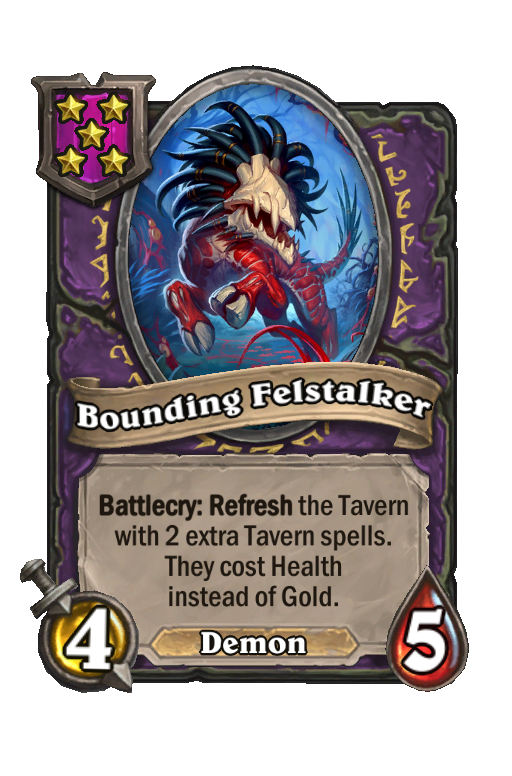 Bounding Felstalker
Battlecry: Refresh the Tavern
with 2 extra Tavern spells.
They cost Health
instead of Gold.
4
Demon
5